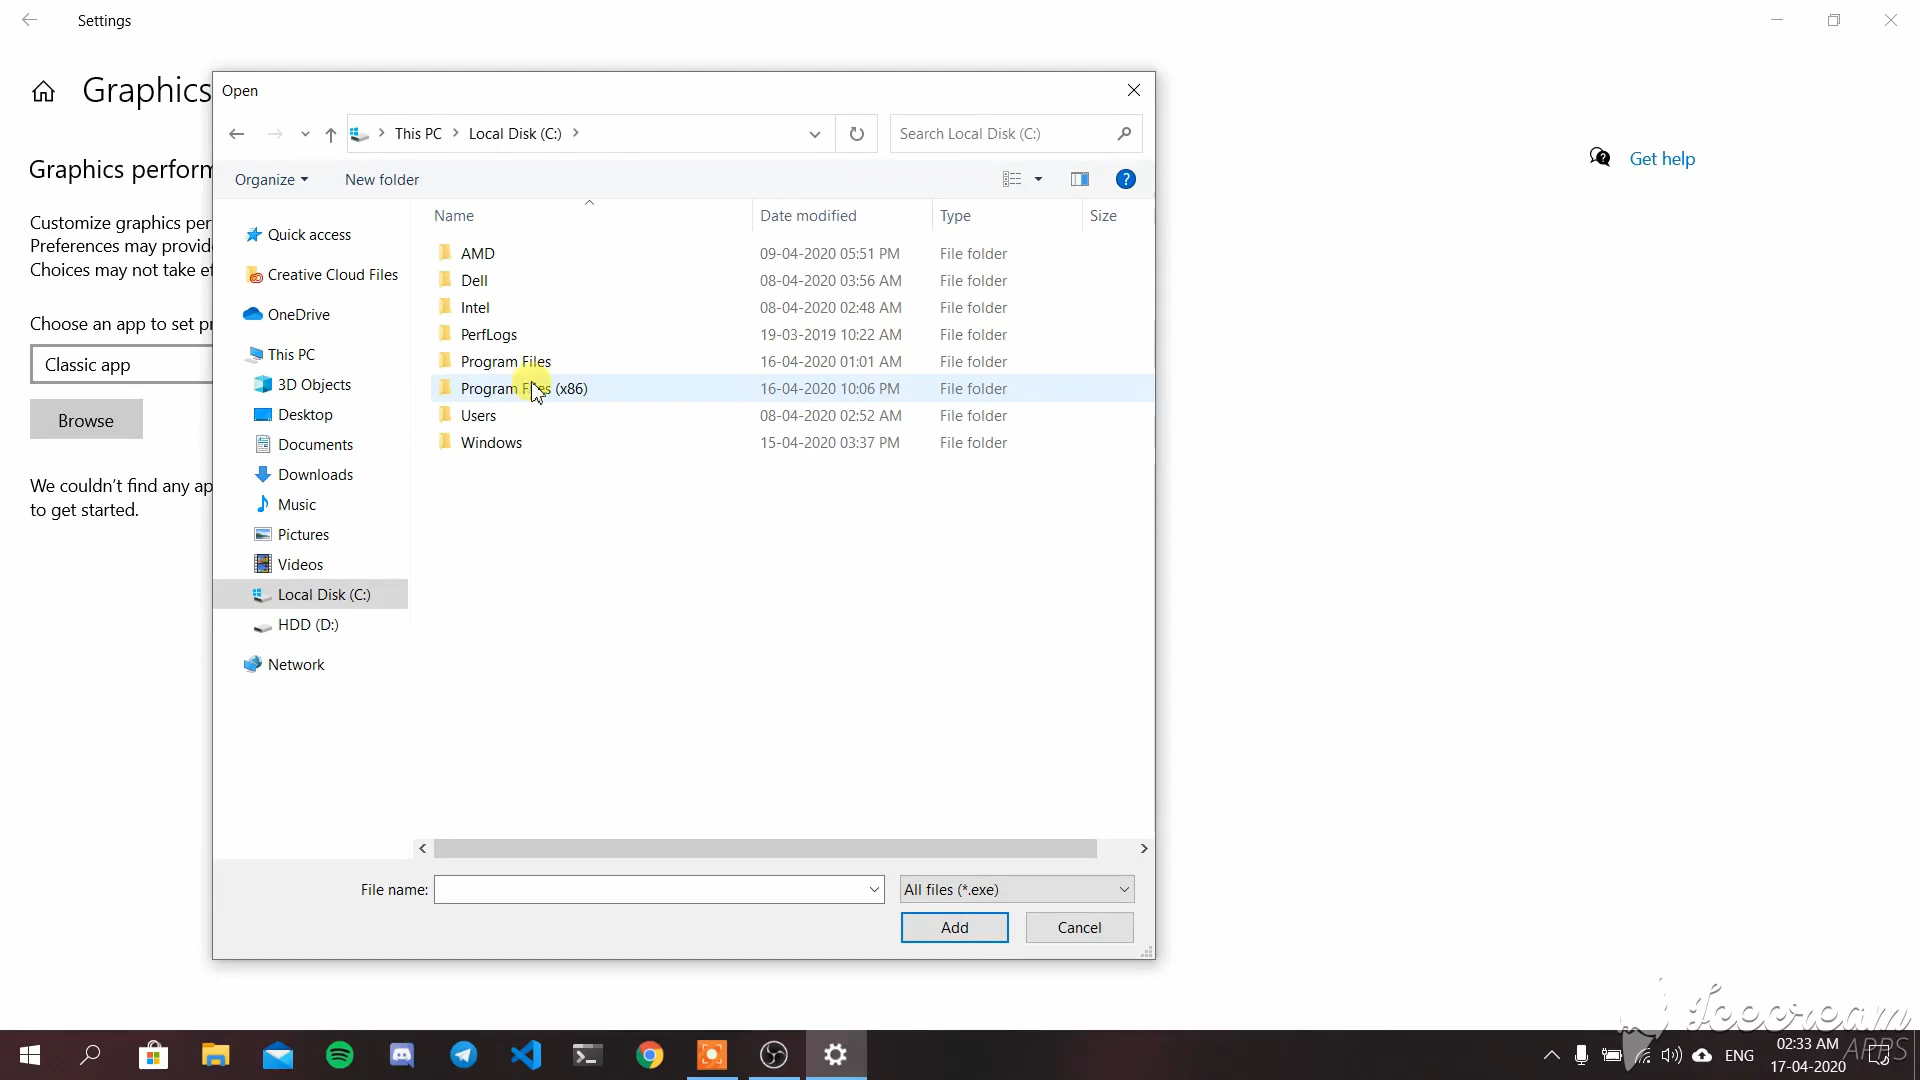 Settings
Graphics
Graphics perform
Customize graphics per
Preferences may provid
Choices may not take ef
Choose an app to set pr
Classic app
Browse
We couldn't find any ap
to get started.
Get help
Open
This PC
Local Disk (C:)
Search Local Disk (C:)
Organize
New folder
Quick access
Creative Cloud Files
OneDrive
This PC
3D Objects
Desktop
Documents
Downloads
Music
Pictures
Videos
Local Disk (C:)
HDD (D:)
Network
Name Date modified Type Size
AMD 09-04-2020 05:51 PM File folder
Dell 08-04-2020 03:56 AM File folder
Intel 08-04-2020 02:48 AM File folder
PerfLogs 19-03-2019 10:22 AM File folder
Program Files 16-04-2020 01:01 AM File folder
Program Files (x86) 16-04-2020 10:06 PM File folder
Users 08-04-2020 02:52 AM File folder
Windows 15-04-2020 03:37 PM File folder
File name:
All files (*.exe)
Add
Cancel
Icecream
APPS
ENG
02:33 AM
17-04-2020